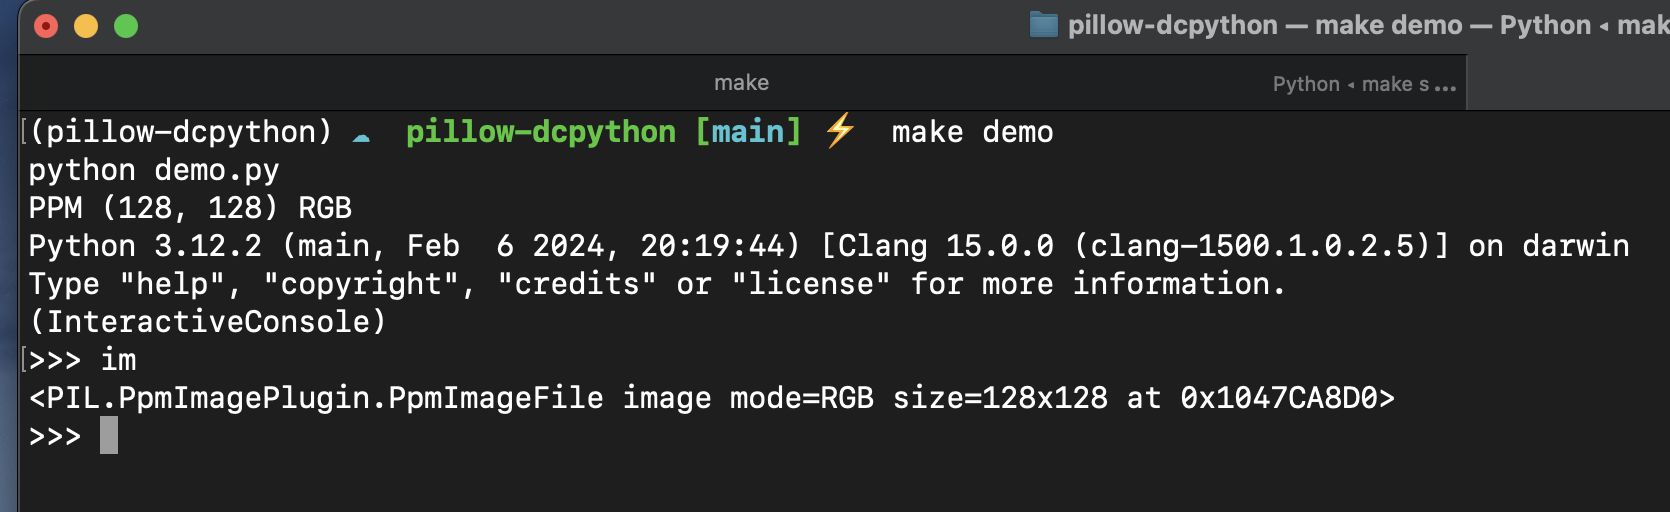 pillow-dcpython — make demo — Python ◂ mak
make
Python ◂ make s...
(pillow-dcpython) ☁ pillow-dcpython [main] ⚡ make demo
python demo.py
PPM (128, 128) RGB
Python 3.12.2 (main, Feb  6 2024, 20:19:44) [Clang 15.0.0 (clang-1500.1.0.2.5)] on darwin
Type "help", "copyright", "credits" or "license" for more information.
(InteractiveConsole)
>>> im
<PIL.PpmImagePlugin.PpmImageFile image mode=RGB size=128x128 at 0x1047CA8D0>
>>>